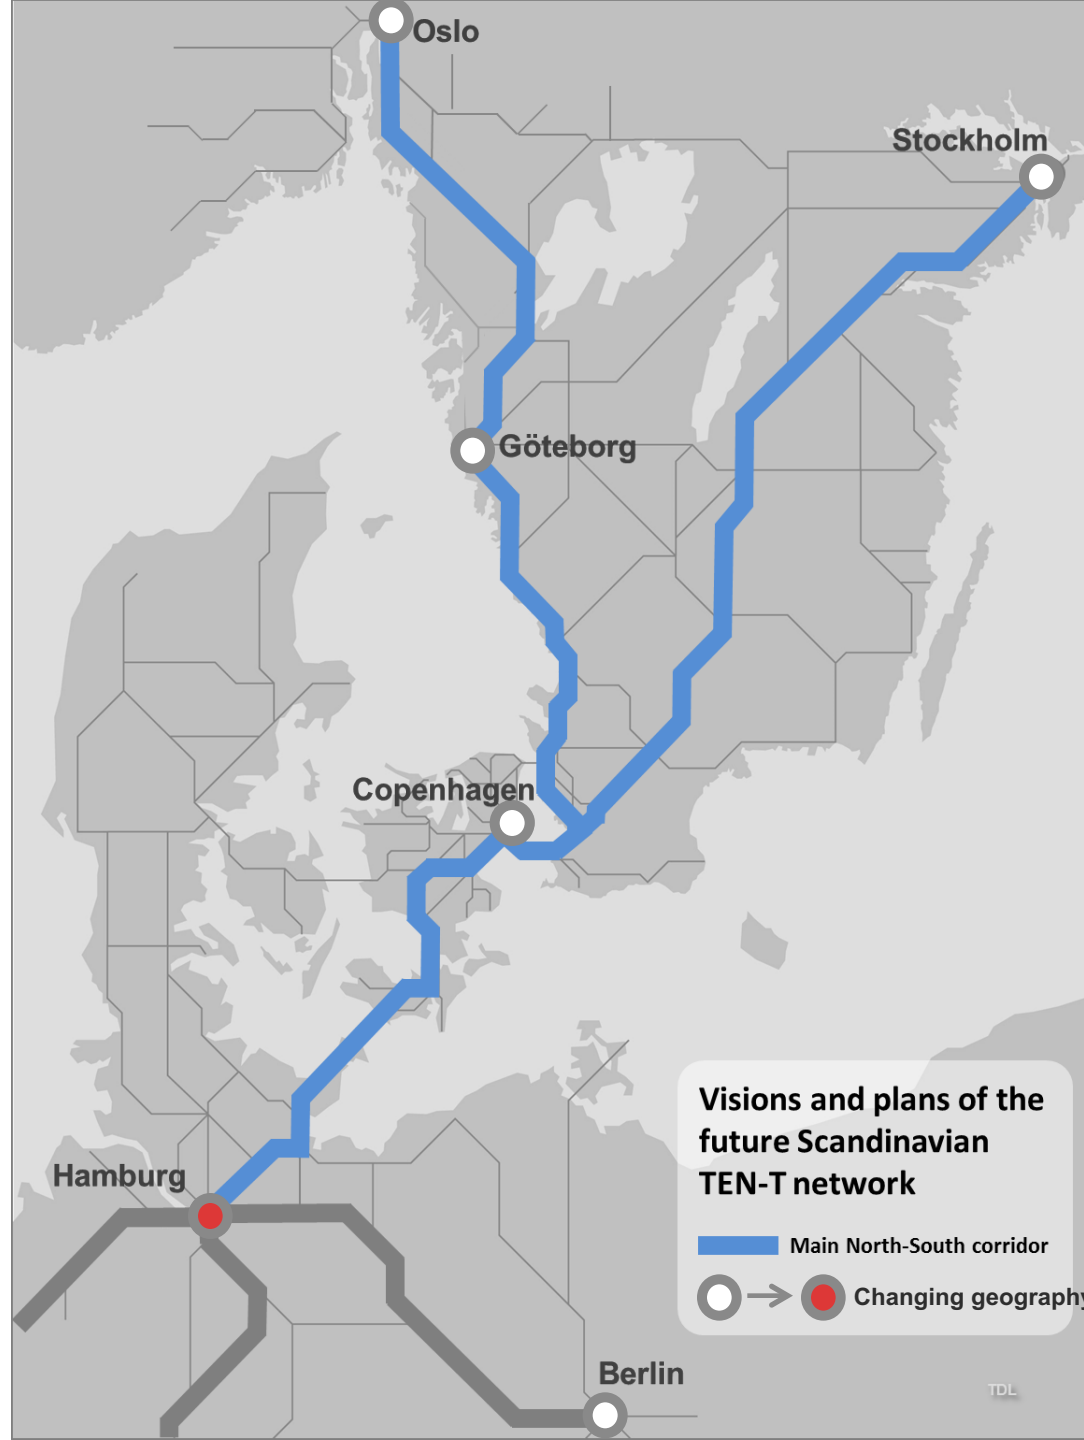 Oslo
Stockholm
Göteborg
Copenhagen
Hamburg
Berlin
Visions and plans of the
future Scandinavian
TEN-T network
Main North-South corridor
Changing geography
TDL